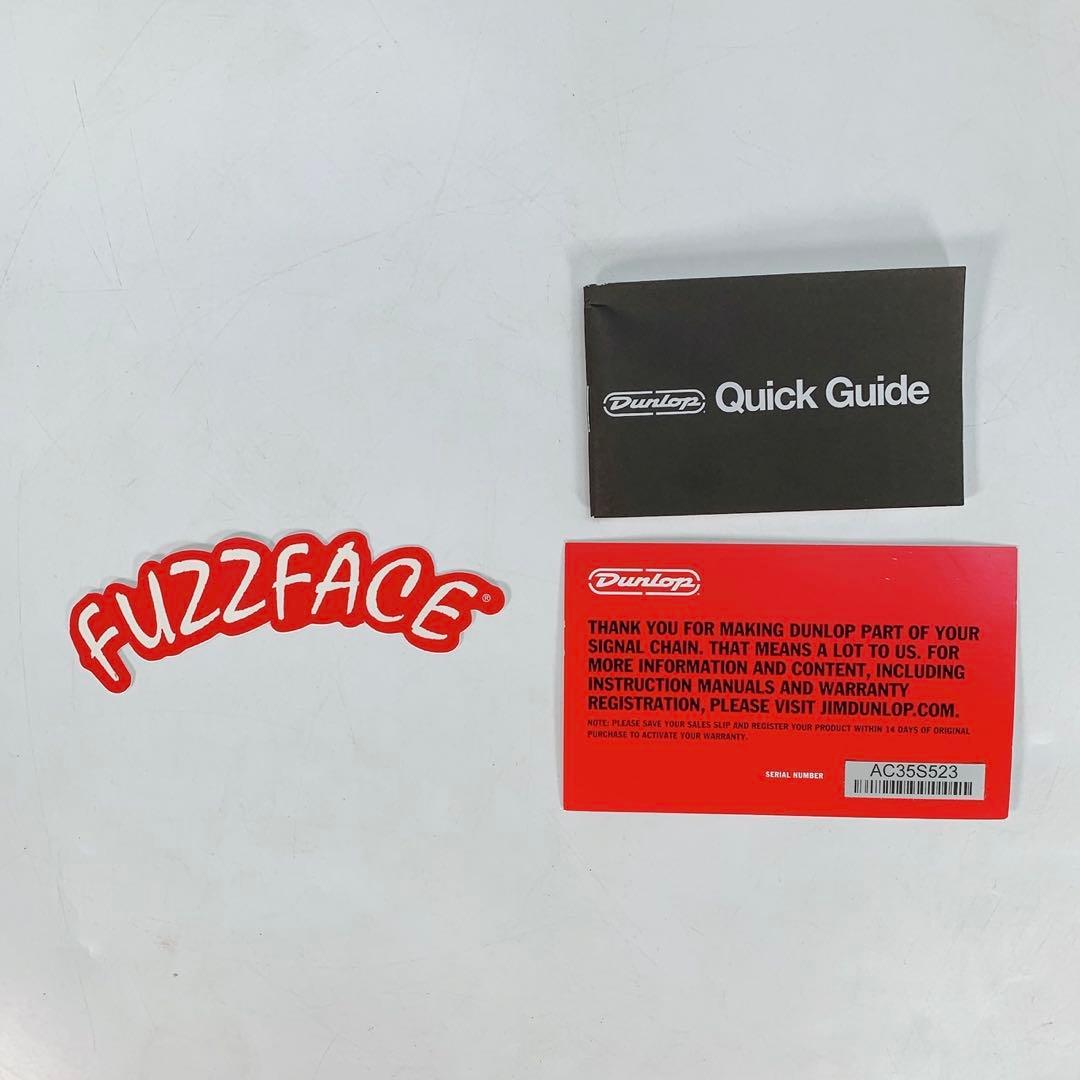 FUZZFACE®
Dunlop Quick Guide
Dunlop
THANK YOU FOR MAKING DUNLOP PART OF YOUR
SIGNAL CHAIN. THAT MEANS A LOT TO US. FOR
MORE INFORMATION AND CONTENT, INCLUDING
INSTRUCTION MANUALS AND WARRANTY
REGISTRATION, PLEASE VISIT JIMDUNLOP.COM.
NOTE: PLEASE SAVE YOUR SALES SLIP AND REGISTER YOUR PRODUCT WITHIN 14 DAYS OF ORIGINAL
PURCHASE TO ACTIVATE YOUR WARRANTY.
SERIAL NUMBER
AC35S523